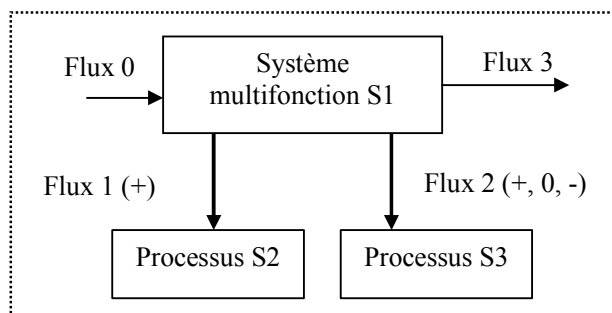 Flux 0
Système
multifonction S1
Flux 3
Flux 1 (+)
Flux 2 (+, 0, -)
Processus S2
Processus S3